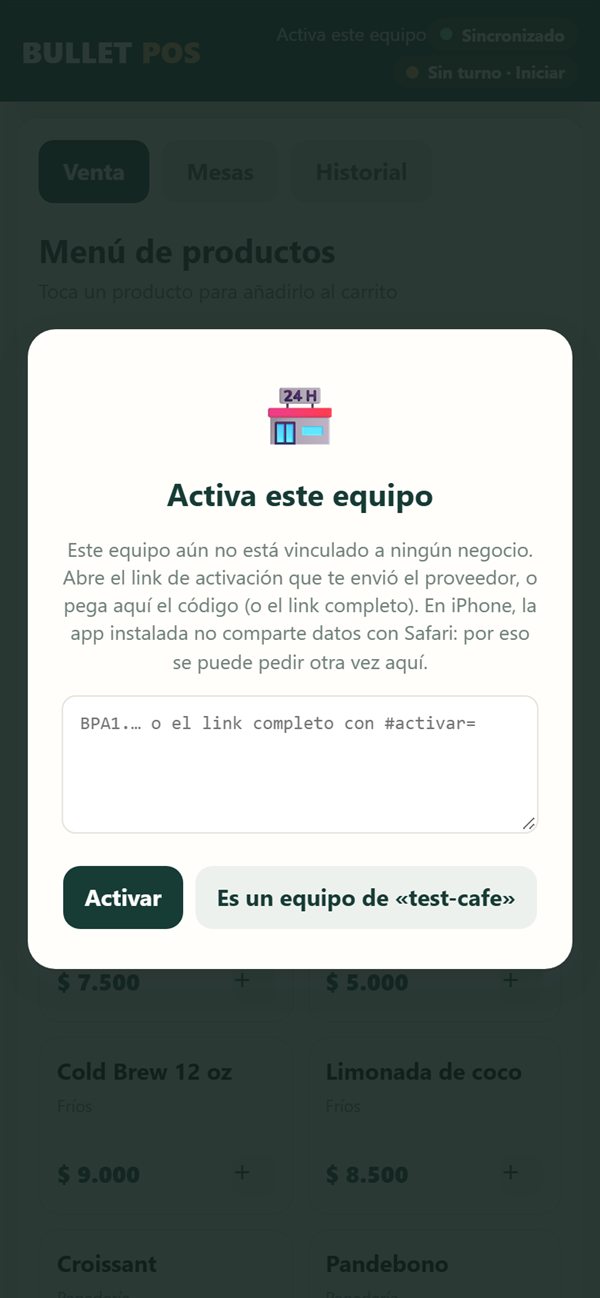 BULLET POS
Activa este equipo
Sincronizado
Sin turno · Iniciar
Venta
Mesas
Historial
Menú de productos
Toca un producto para añadirlo al carrito
24 H
Activa este equipo
Este equipo aún no está vinculado a ningún negocio.
Abre el link de activación que te envió el proveedor, o
pega aquí el código (o el link completo). En iPhone, la
app instalada no comparte datos con Safari: por eso
se puede pedir otra vez aquí.
BPA1.… o el link completo con #activar=
Activar
Es un equipo de «test-cafe»
$ 7.500 +
$ 5.000 +
Cold Brew 12 oz
Fríos
$ 9.000 +
Limonada de coco
Fríos
$ 8.500 +
Croissant
Panadería
Pandebono
Panadería